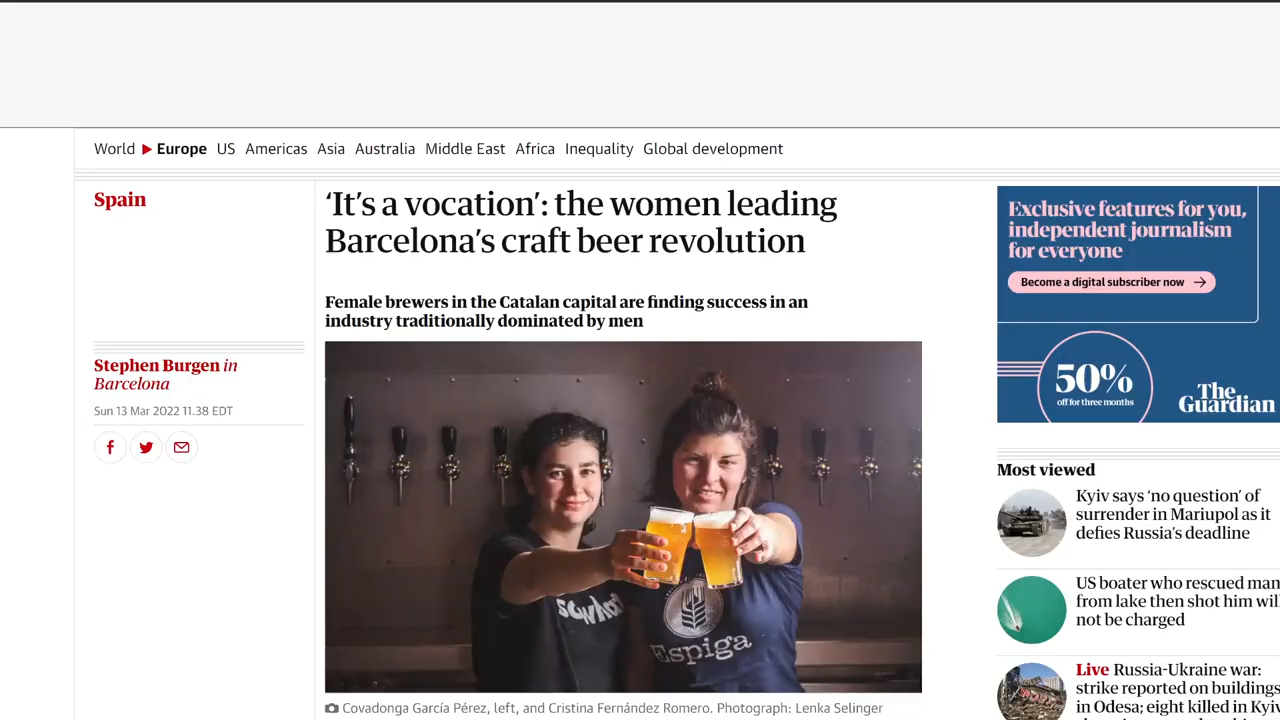 World ▶ Europe US Americas Asia Australia Middle East Africa Inequality Global development
Spain
‘It’s a vocation’: the women leading
Barcelona’s craft beer revolution
Female brewers in the Catalan capital are finding success in an
industry traditionally dominated by men
Stephen Burgen in
Barcelona
Sun 13 Mar 2022 11.38 EDT
Espiga
Covadonga García Pérez, left, and Cristina Fernández Romero. Photograph: Lenka Selinger
Exclusive features for you,
independent journalism
for everyone
Become a digital subscriber now →
50%
off for three months
The
Guardian
Most viewed
Kyiv says ‘no question’ of
surrender in Mariupol as it
defies Russia’s deadline
US boater who rescued man
from lake then shot him will
not be charged
Live Russia-Ukraine war:
strike reported on buildings
in Odesa; eight killed in Kyiv